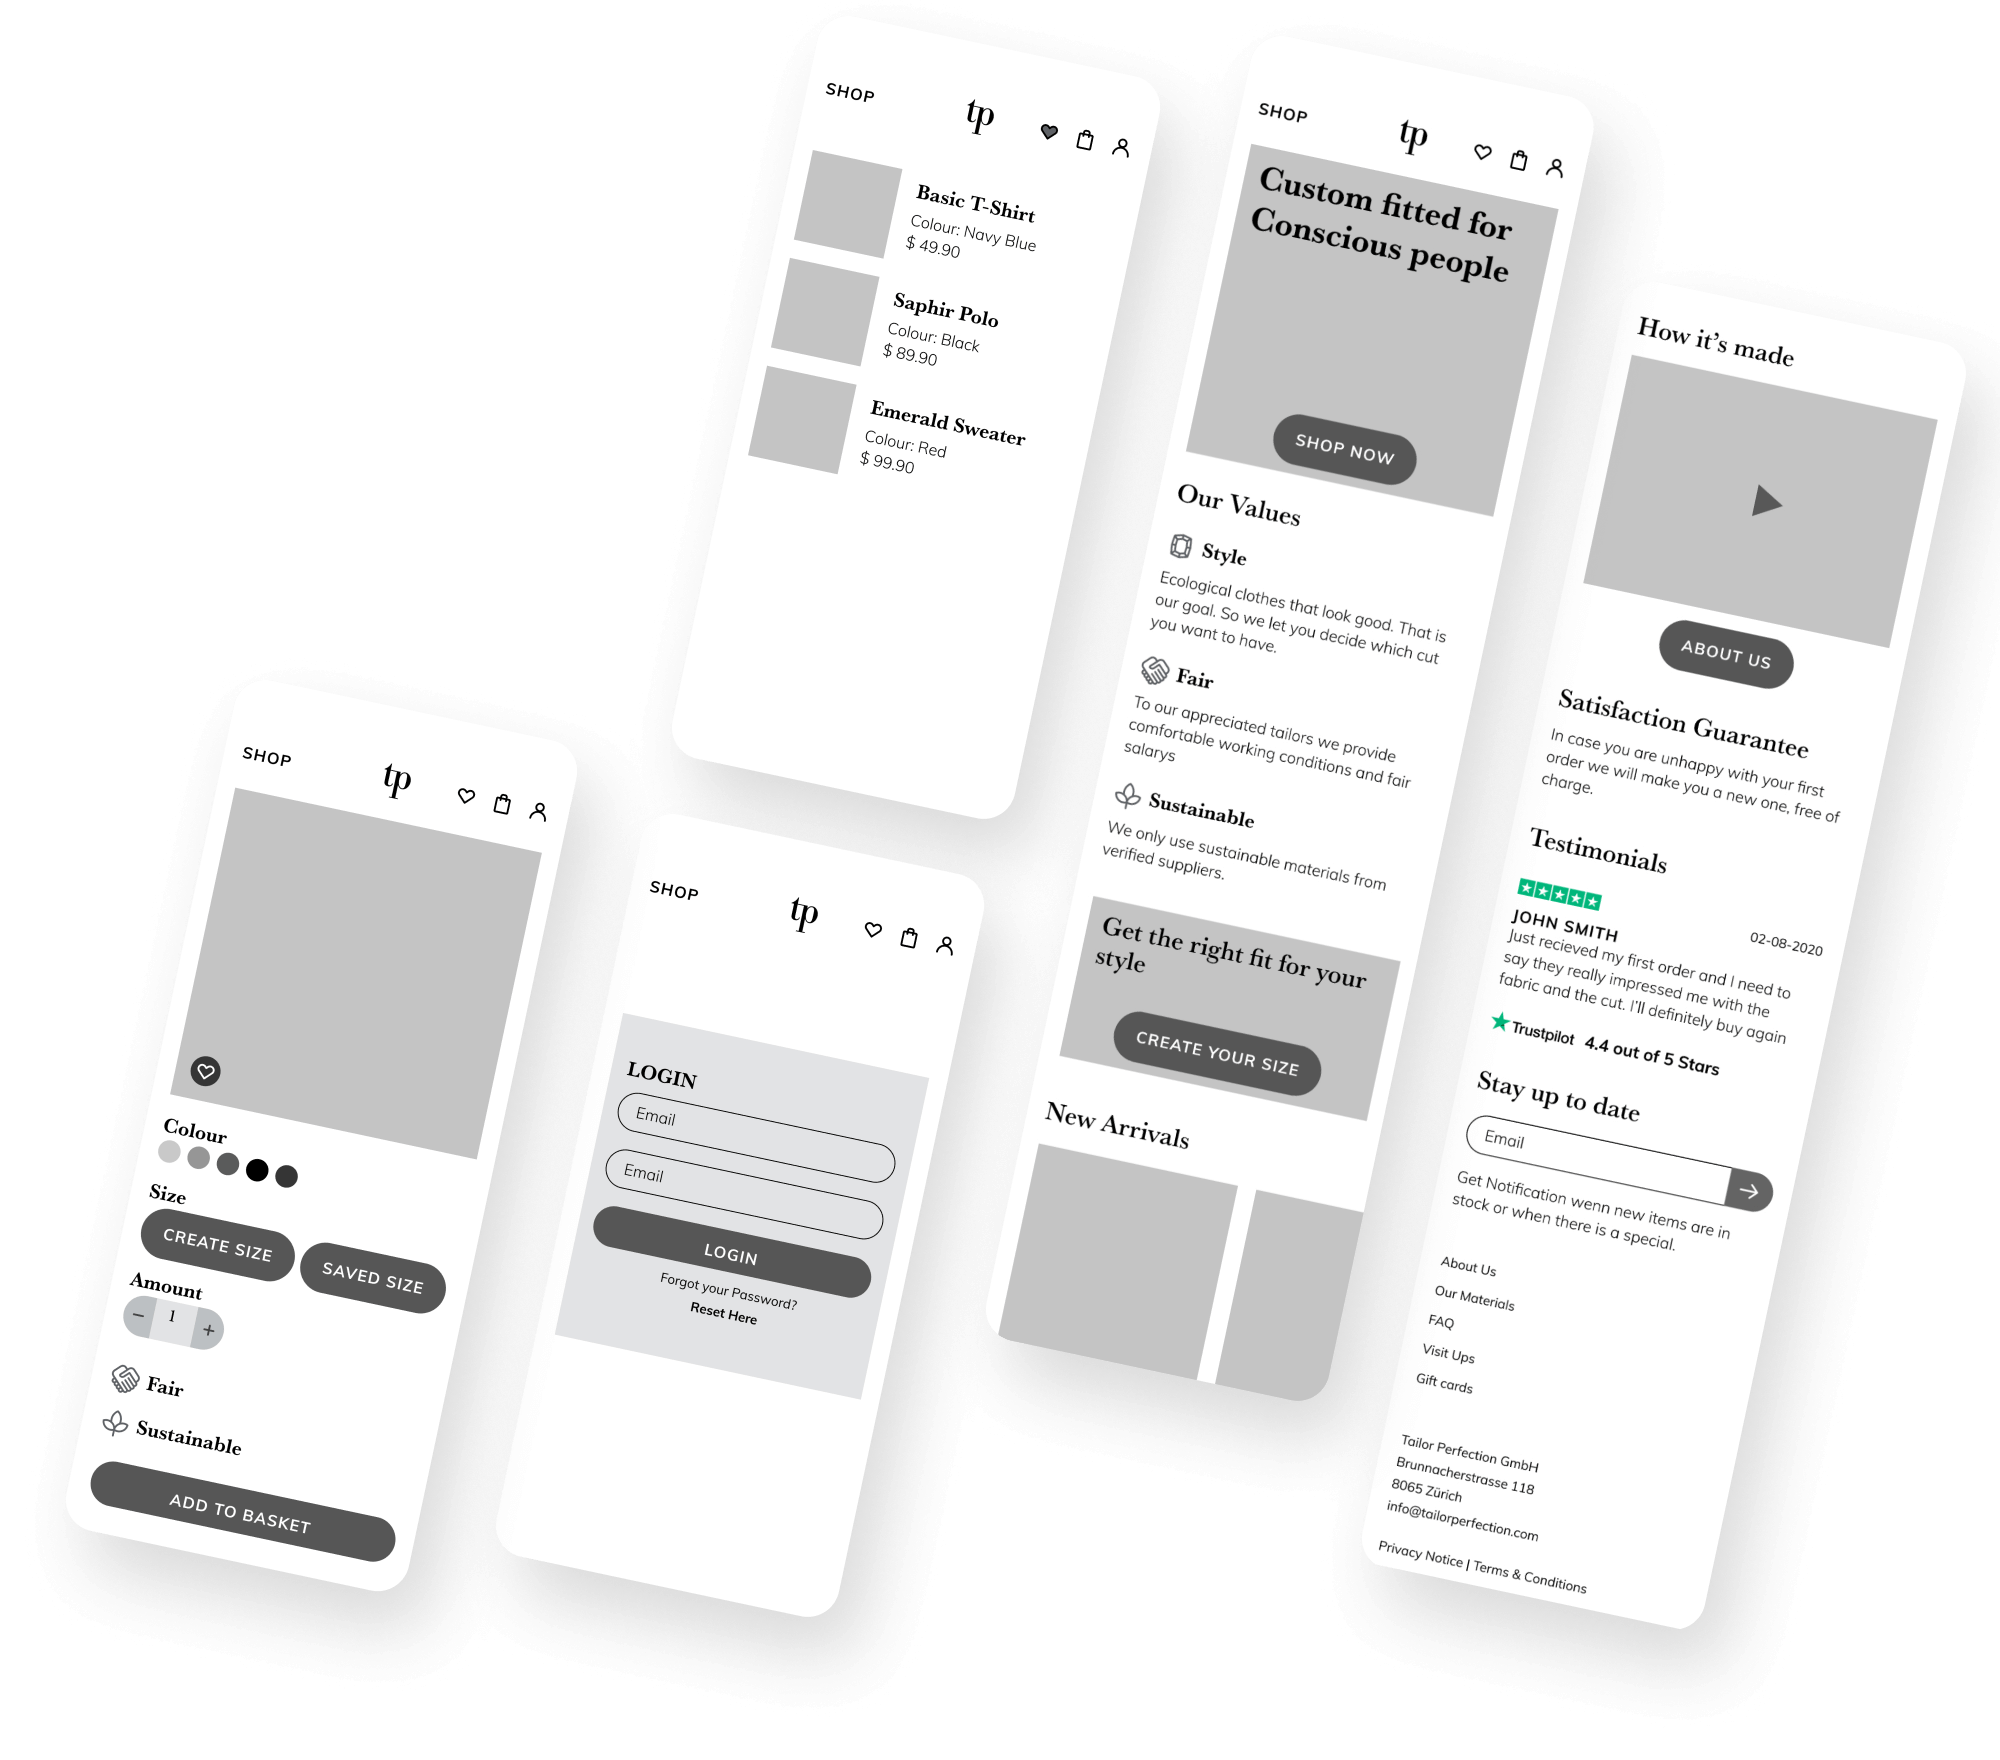 SHOP
tp
Basic T-Shirt
Colour: Navy Blue
$ 49.90
Saphir Polo
Colour: Black
$ 89.90
Emerald Sweater
Colour: Red
$ 99.90
SHOP
tp
Custom fitted for
Conscious people
SHOP NOW
Our Values
Style
Ecological clothes that look good. That is
our goal. So we let you decide which cut
you want to have.
Fair
To our appreciated tailors we provide
comfortable working conditions and fair
salarys
Sustainable
We only use sustainable materials from
verified suppliers.
Get the right fit for your
style
CREATE YOUR SIZE
New Arrivals
How it's made
ABOUT US
Satisfaction Guarantee
In case you are unhappy with your first
order we will make you a new one, free of
charge.
Testimonials
JOHN SMITH
02-08-2020
Just recieved my first order and I need to
say they really impressed me with the
fabric and the cut. I'll definitely buy again
Trustpilot 4.4 out of 5 Stars
Stay up to date
Email
Get Notification wenn new items are in
stock or when there is a special.
About Us
Our Materials
FAQ
Visit Ups
Gift cards
Tailor Perfection GmbH
Brunnacherstrasse 118
8065 Zürich
info@tailorperfection.com
Privacy Notice | Terms & Conditions
SHOP
tp
Colour
Size
CREATE SIZE
SAVED SIZE
Amount
− 1 +
Fair
Sustainable
ADD TO BASKET
SHOP
tp
LOGIN
Email
Email
LOGIN
Forgot your Password?
Reset Here